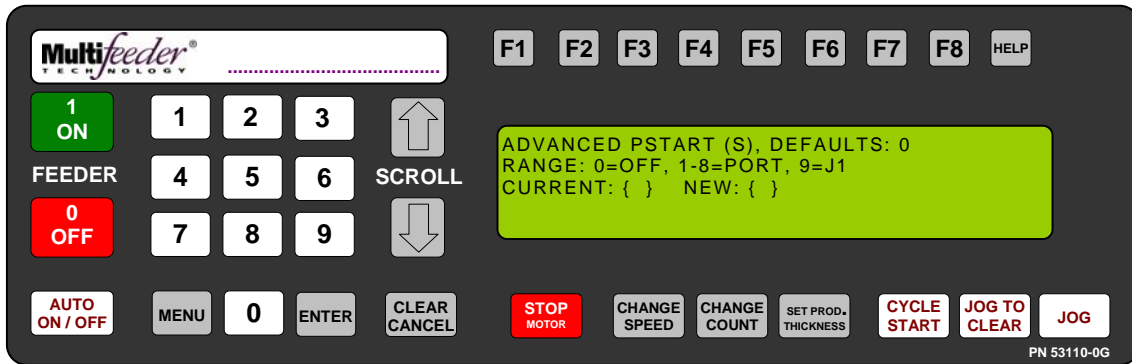 Multifeeder®
TECHNOLOGY
F1 F2 F3 F4 F5 F6 F7 F8 HELP
1
ON
FEEDER
0
OFF
1 2 3
4 5 6
7 8 9
SCROLL
ADVANCED PSTART (S), DEFAULTS: 0
RANGE: 0=OFF, 1-8=PORT, 9=J1
CURRENT: { } NEW: { }
AUTO
ON / OFF
MENU
0
ENTER
CLEAR
CANCEL
STOP
MOTOR
CHANGE
SPEED
CHANGE
COUNT
SET PROD.
THICKNESS
CYCLE
START
JOG TO
CLEAR
JOG
PN 53110-0G